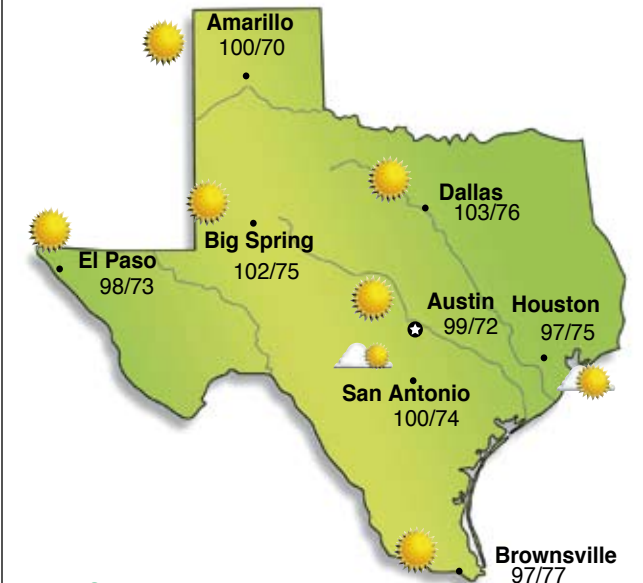 Amarillo
100/70
Dallas
103/76
Big Spring
102/75
El Paso
98/73
Austin
99/72
Houston
97/75
San Antonio
100/74
Brownsville
97/77